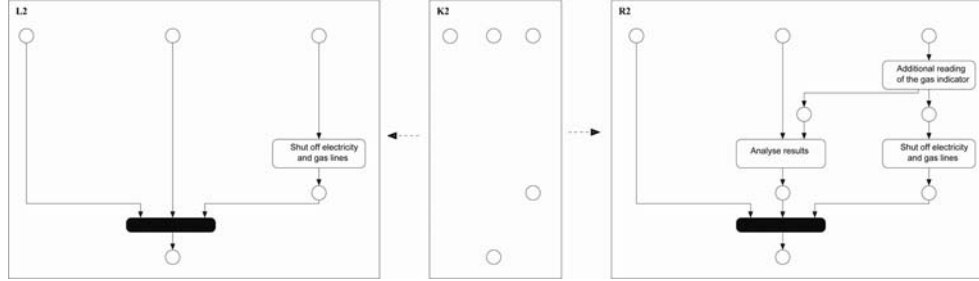 L2
K2
R2
Additional reading
of the gas indicator
Shut off electricity
and gas lines
Analyse results
Shut off electricity
and gas lines